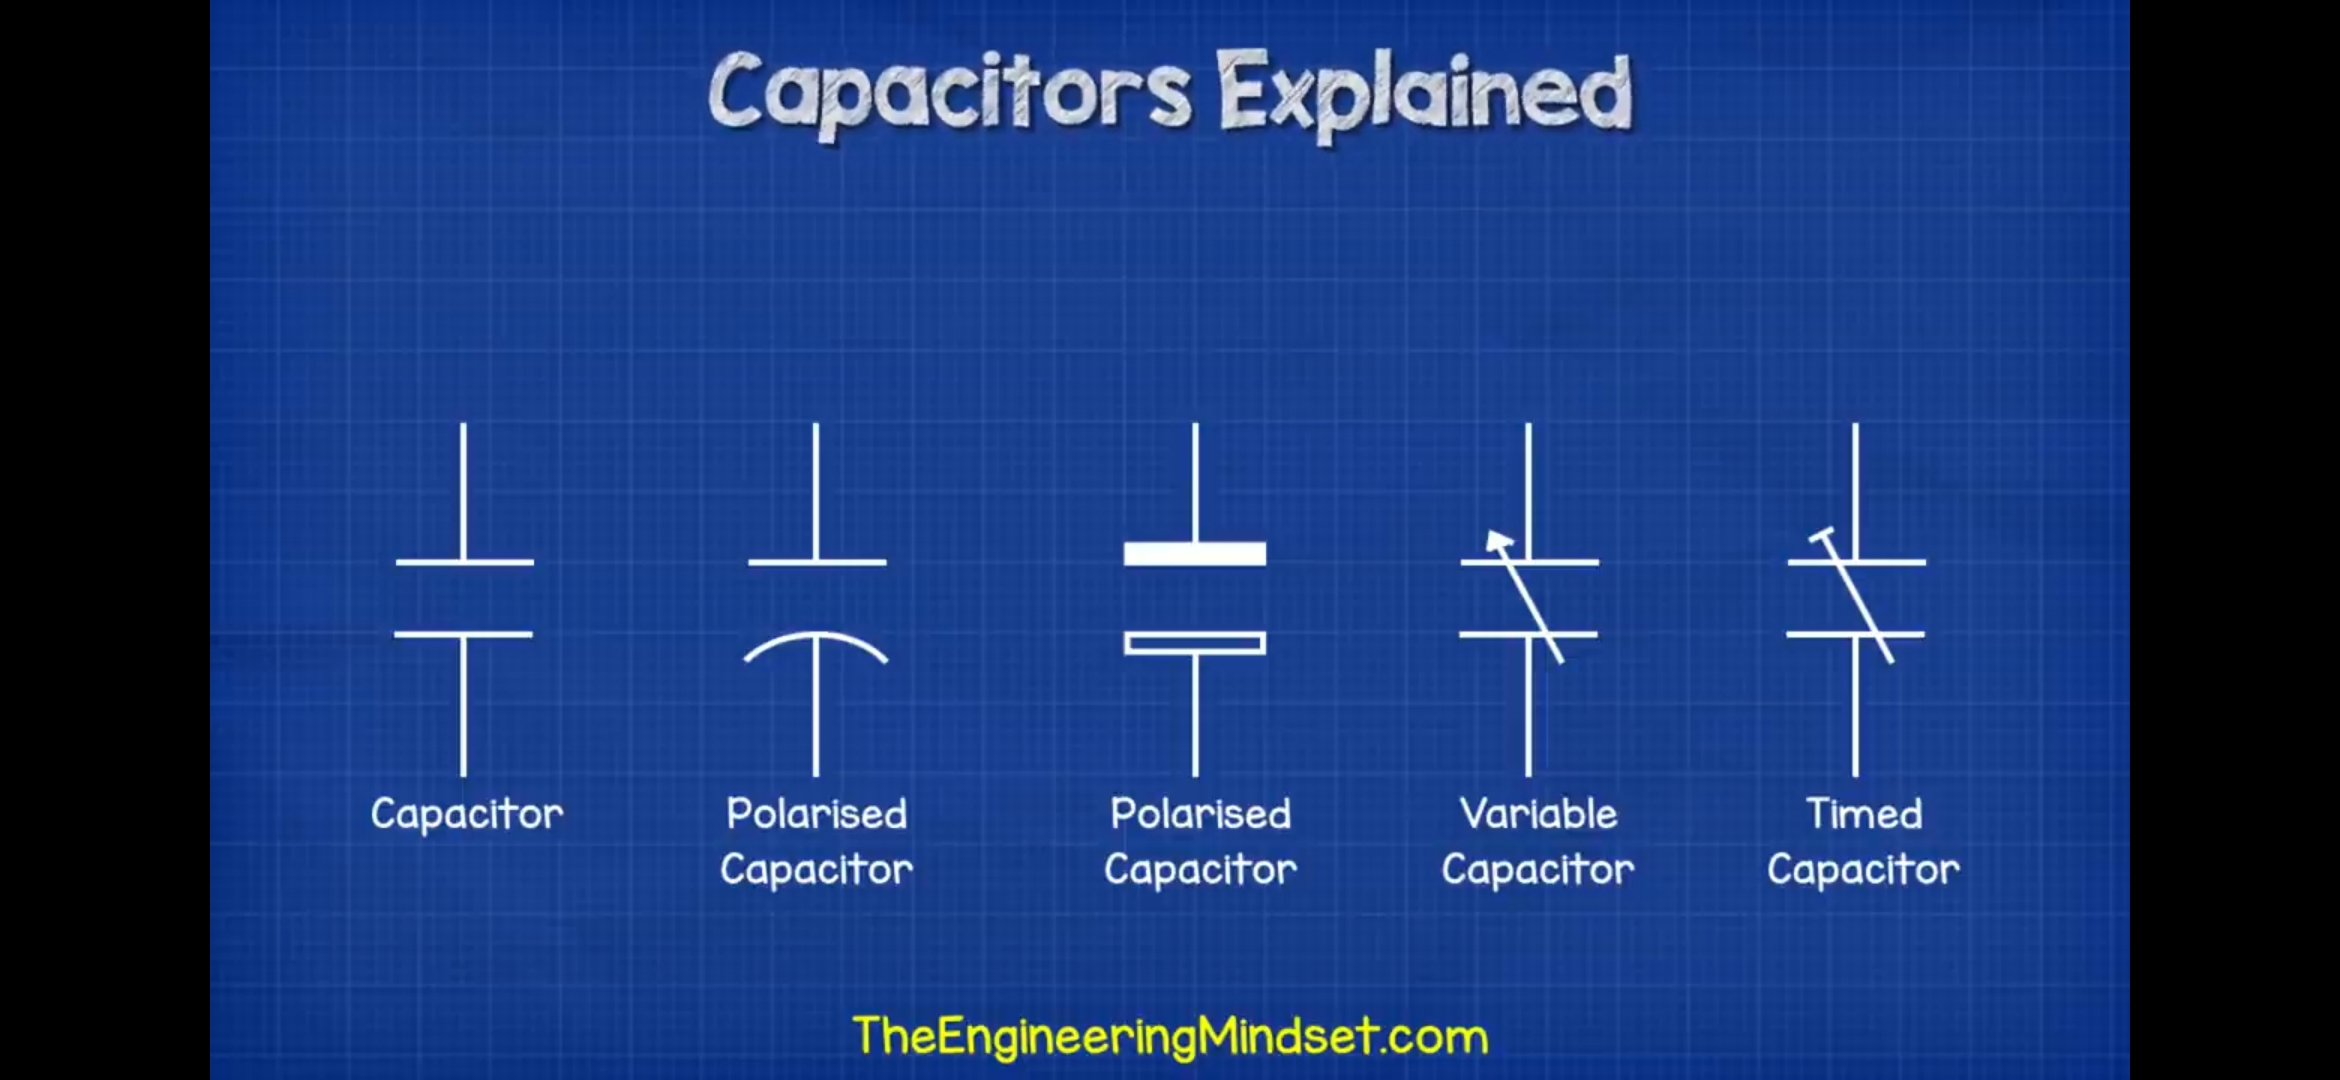 Capacitors Explained
Capacitor
Polarised
Capacitor
Polarised
Capacitor
Variable
Capacitor
Timed
Capacitor
TheEngineeringMindset.com